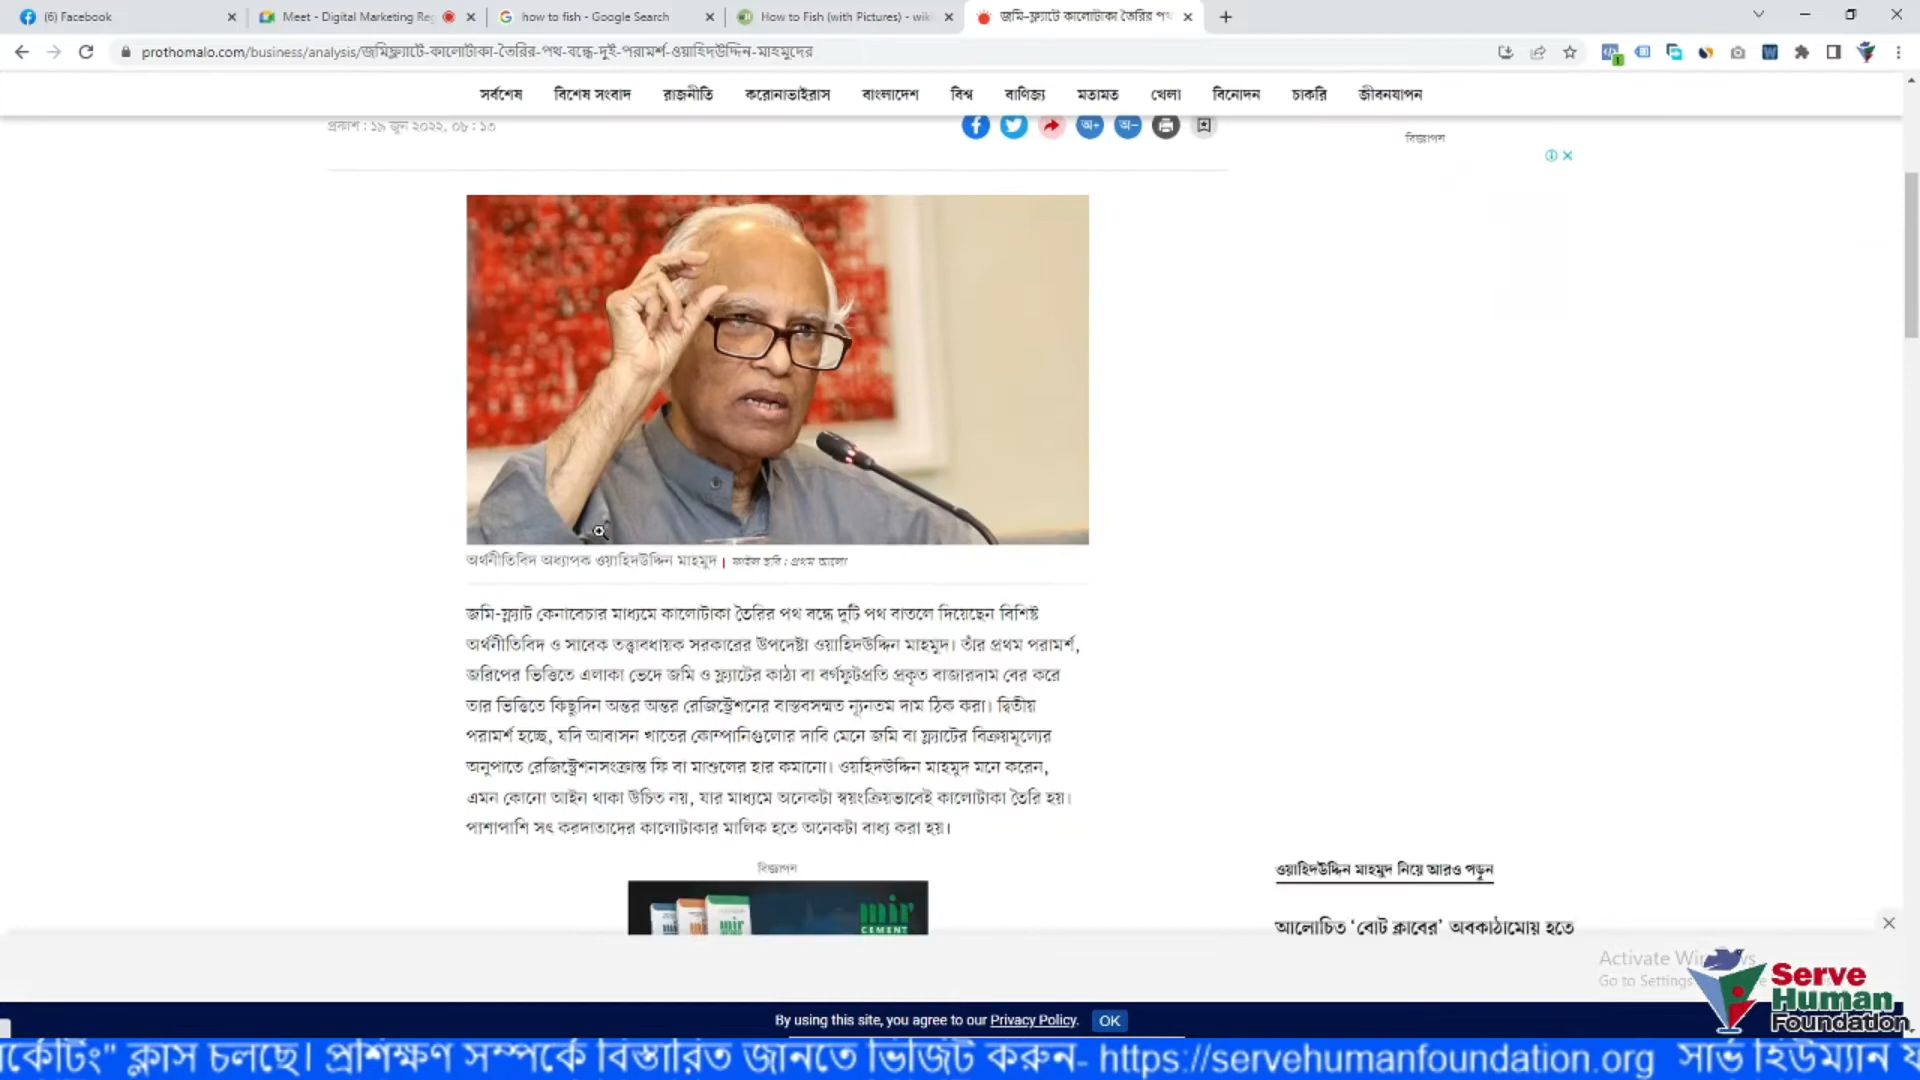 (6) Facebook
Meet - Digital Marketing Reg
how to fish - Google Search
How to Fish (with Pictures) - wiki
জমি-ফ্ল্যাটে কালোটাকা তৈরির পথ
prothomalo.com/business/analysis/জমিফ্ল্যাটে-কালোটাকা-তৈরির-পথ-বন্ধে-দুই-পরামর্শ-ওয়াহিদউদ্দিন-মাহমুদের
সর্বশেষ
বিশেষ সংবাদ
রাজনীতি
করোনাভাইরাস
বাংলাদেশ
বিশ্ব
বাণিজ্য
মতামত
খেলা
বিনোদন
চাকরি
জীবনযাপন
প্রকাশ : ১৯ জুন ২০২২, ০৮ : ১৩
অ+
অ−
বিজ্ঞাপন
অর্থনীতিবিদ অধ্যাপক ওয়াহিদউদ্দিন মাহমুদ | ফাইল ছবি : প্রথম আলো
জমি-ফ্ল্যাট কেনাবেচার মাধ্যমে কালোটাকা তৈরির পথ বন্ধে দুটি পথ বাতলে দিয়েছেন বিশিষ্ট
অর্থনীতিবিদ ও সাবেক তত্ত্বাবধায়ক সরকারের উপদেষ্টা ওয়াহিদউদ্দিন মাহমুদ। তাঁর প্রথম পরামর্শ,
জরিপের ভিত্তিতে এলাকা ভেদে জমি ও ফ্ল্যাটের কাঠা বা বর্গফুটপ্রতি প্রকৃত বাজারদাম বের করে
তার ভিত্তিতে কিছুদিন অন্তর অন্তর রেজিস্ট্রেশনের বাস্তবসম্মত ন্যূনতম দাম ঠিক করা। দ্বিতীয়
পরামর্শ হচ্ছে, যদি আবাসন খাতের কোম্পানিগুলোর দাবি মেনে জমি বা ফ্ল্যাটের বিক্রয়মূল্যের
অনুপাতে রেজিস্ট্রেশনসংক্রান্ত ফি বা মাশুলের হার কমানো। ওয়াহিদউদ্দিন মাহমুদ মনে করেন,
এমন কোনো আইন থাকা উচিত নয়, যার মাধ্যমে অনেকটা স্বয়ংক্রিয়ভাবেই কালোটাকা তৈরি হয়।
পাশাপাশি সৎ করদাতাদের কালোটাকার মালিক হতে অনেকটা বাধ্য করা হয়।
বিজ্ঞাপন
mir
CEMENT
ওয়াহিদউদ্দিন মাহমুদ নিয়ে আরও পড়ুন
আলোচিত ‘বোট ক্লাবের’ অবকাঠামোয় হতে
Activate Windows
Go to Settings
Serve
Human
Foundation
By using this site, you agree to our Privacy Policy. OK
র্কেটিং" ক্লাস চলছে। প্রশিক্ষণ সম্পর্কে বিস্তারিত জানতে ভিজিট করুন- https://servehumanfoundation.org সার্ভ হিউম্যান ফ